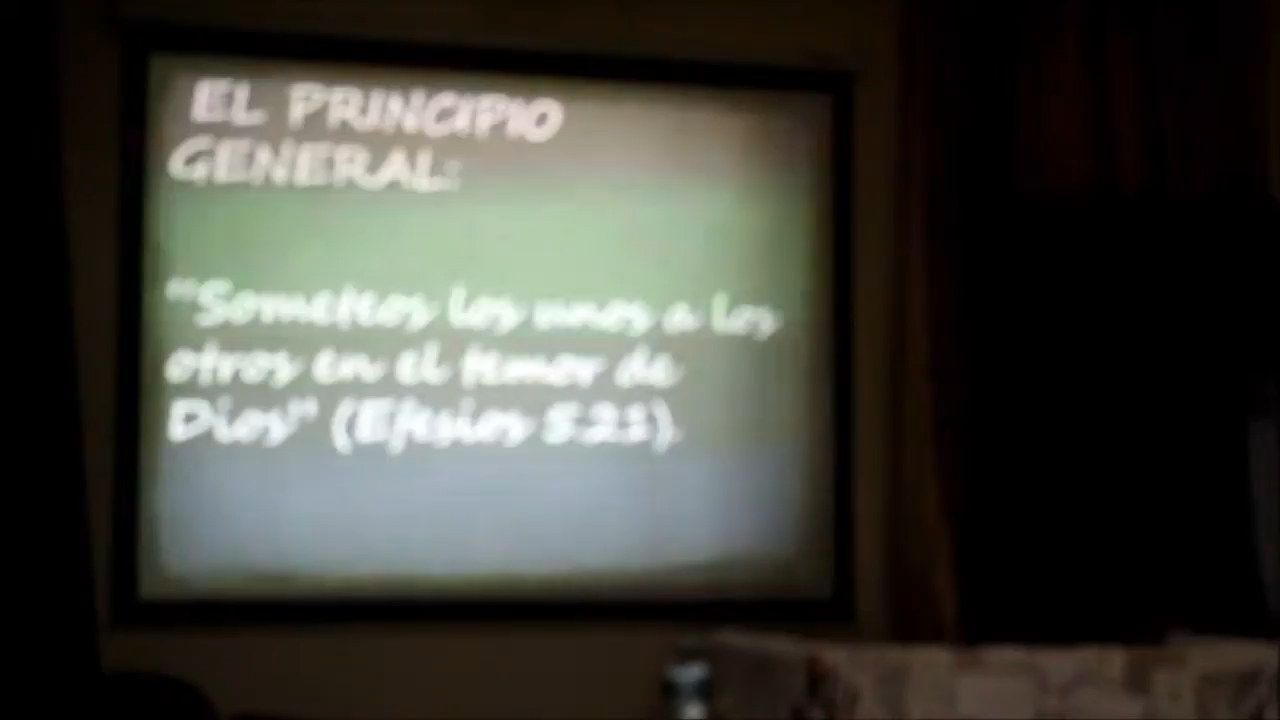 EL PRINCIPIO
GENERAL:
"Someteos los unos a los
otros en el temor de
Dios" (Efesios 5:21).